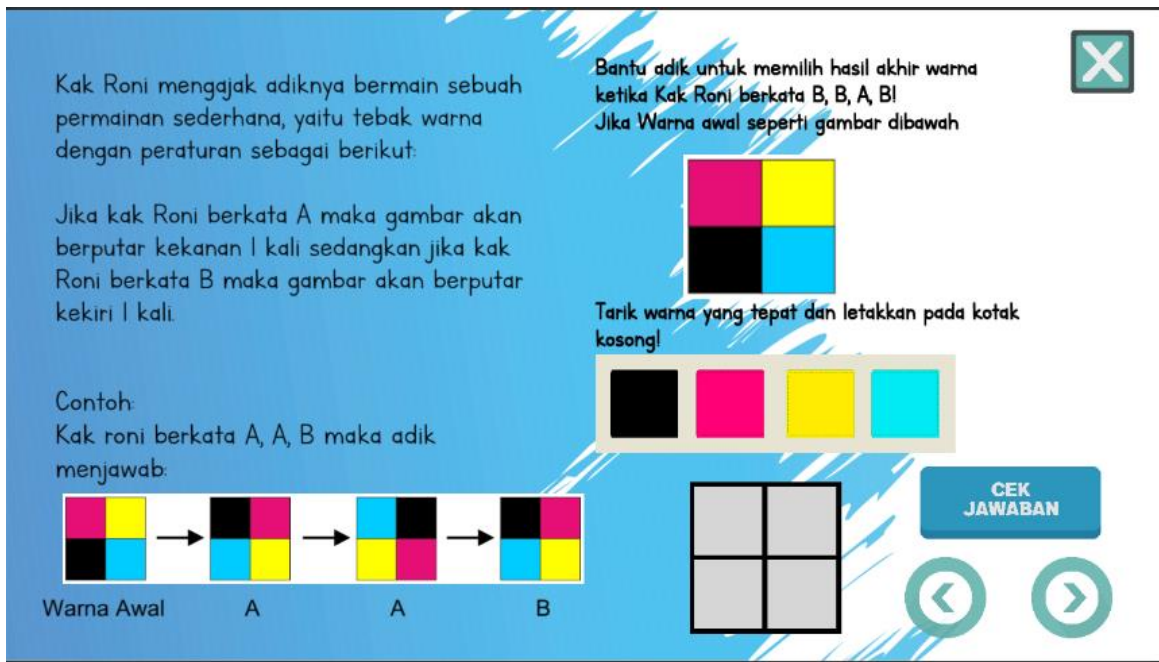 Kak Roni mengajak adiknya bermain sebuah
permainan sederhana, yaitu tebak warna
dengan peraturan sebagai berikut:
Jika kak Roni berkata A maka gambar akan
berputar kekanan 1 kali sedangkan jika kak
Roni berkata B maka gambar akan berputar
kekiri 1 kali.
Contoh:
Kak roni berkata A, A, B maka adik
menjawab:
Warna Awal
A
A
B
Bantu adik untuk memilih hasil akhir warna
ketika Kak Roni berkata B, B, A, B!
Jika Warna awal seperti gambar dibawah
Tarik warna yang tepat dan letakkan pada kotak
kosong!
CEK
JAWABAN